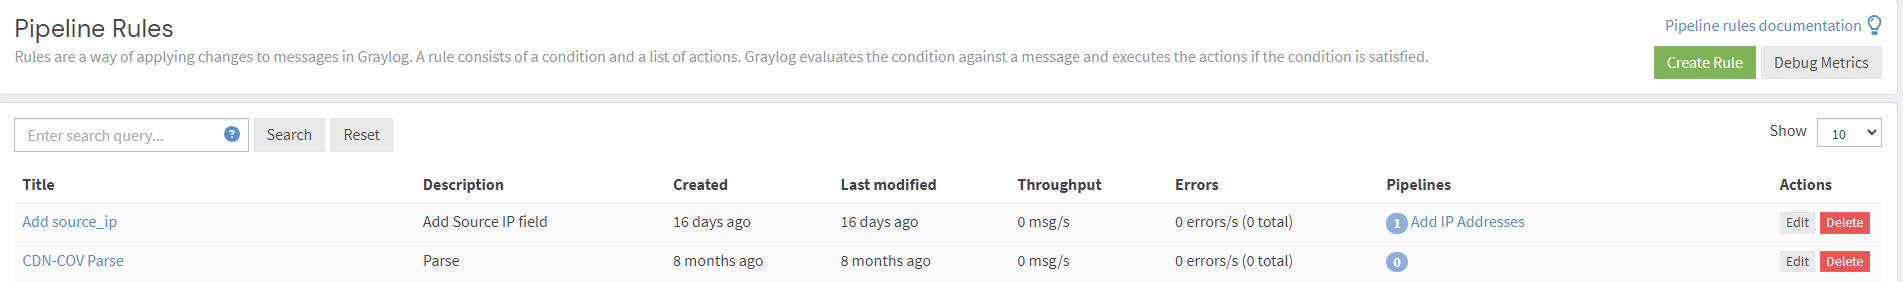 Pipeline Rules
Pipeline rules documentation
Rules are a way of applying changes to messages in Graylog. A rule consists of a condition and a list of actions. Graylog evaluates the condition against a message and executes the actions if the condition is satisfied.
Create Rule Debug Metrics
Enter search query... ? Search Reset Show 10
Title Description Created Last modified Throughput Errors Pipelines Actions
Add source_ip Add Source IP field 16 days ago 16 days ago 0 msg/s 0 errors/s (0 total) 1 Add IP Addresses Edit Delete
CDN-COV Parse Parse 8 months ago 8 months ago 0 msg/s 0 errors/s (0 total) 0 Edit Delete